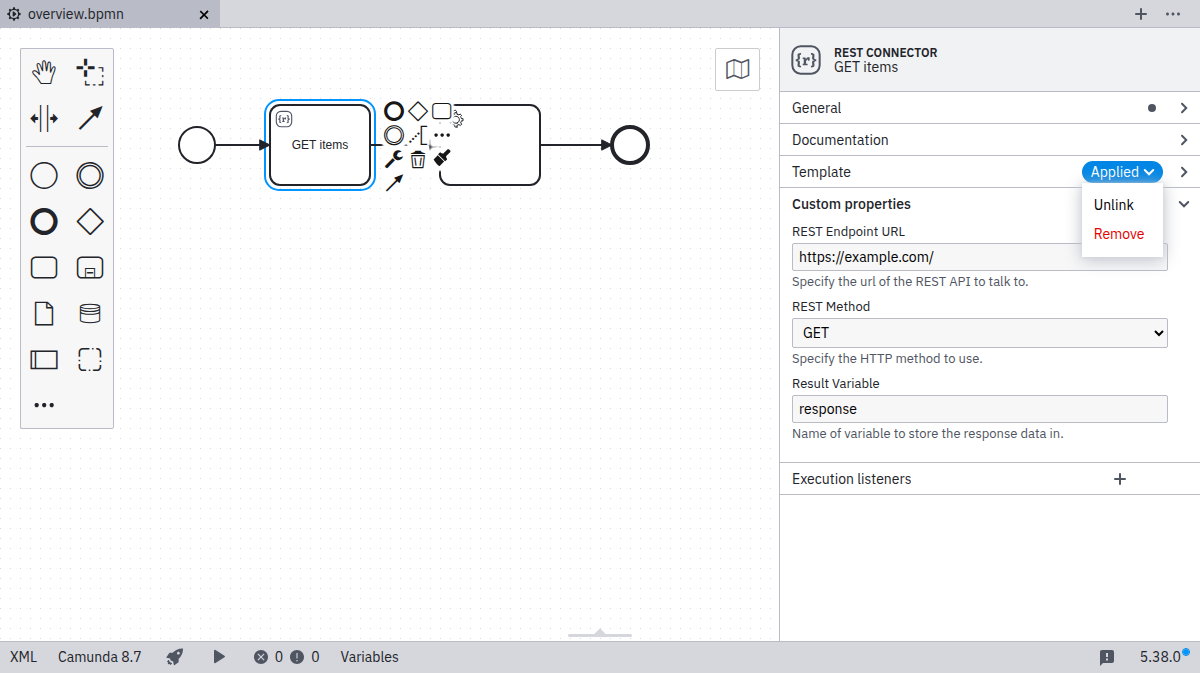 overview.bpmn
REST CONNECTOR
GET items
General
Documentation
Template
Applied
Unlink
Remove
Custom properties
REST Endpoint URL
https://example.com/
Specify the url of the REST API to talk to.
REST Method
GET
Specify the HTTP method to use.
Result Variable
response
Name of variable to store the response data in.
Execution listeners
{r}
{r}
GET items
XML
Camunda 8.7
0
0
Variables
5.38.0